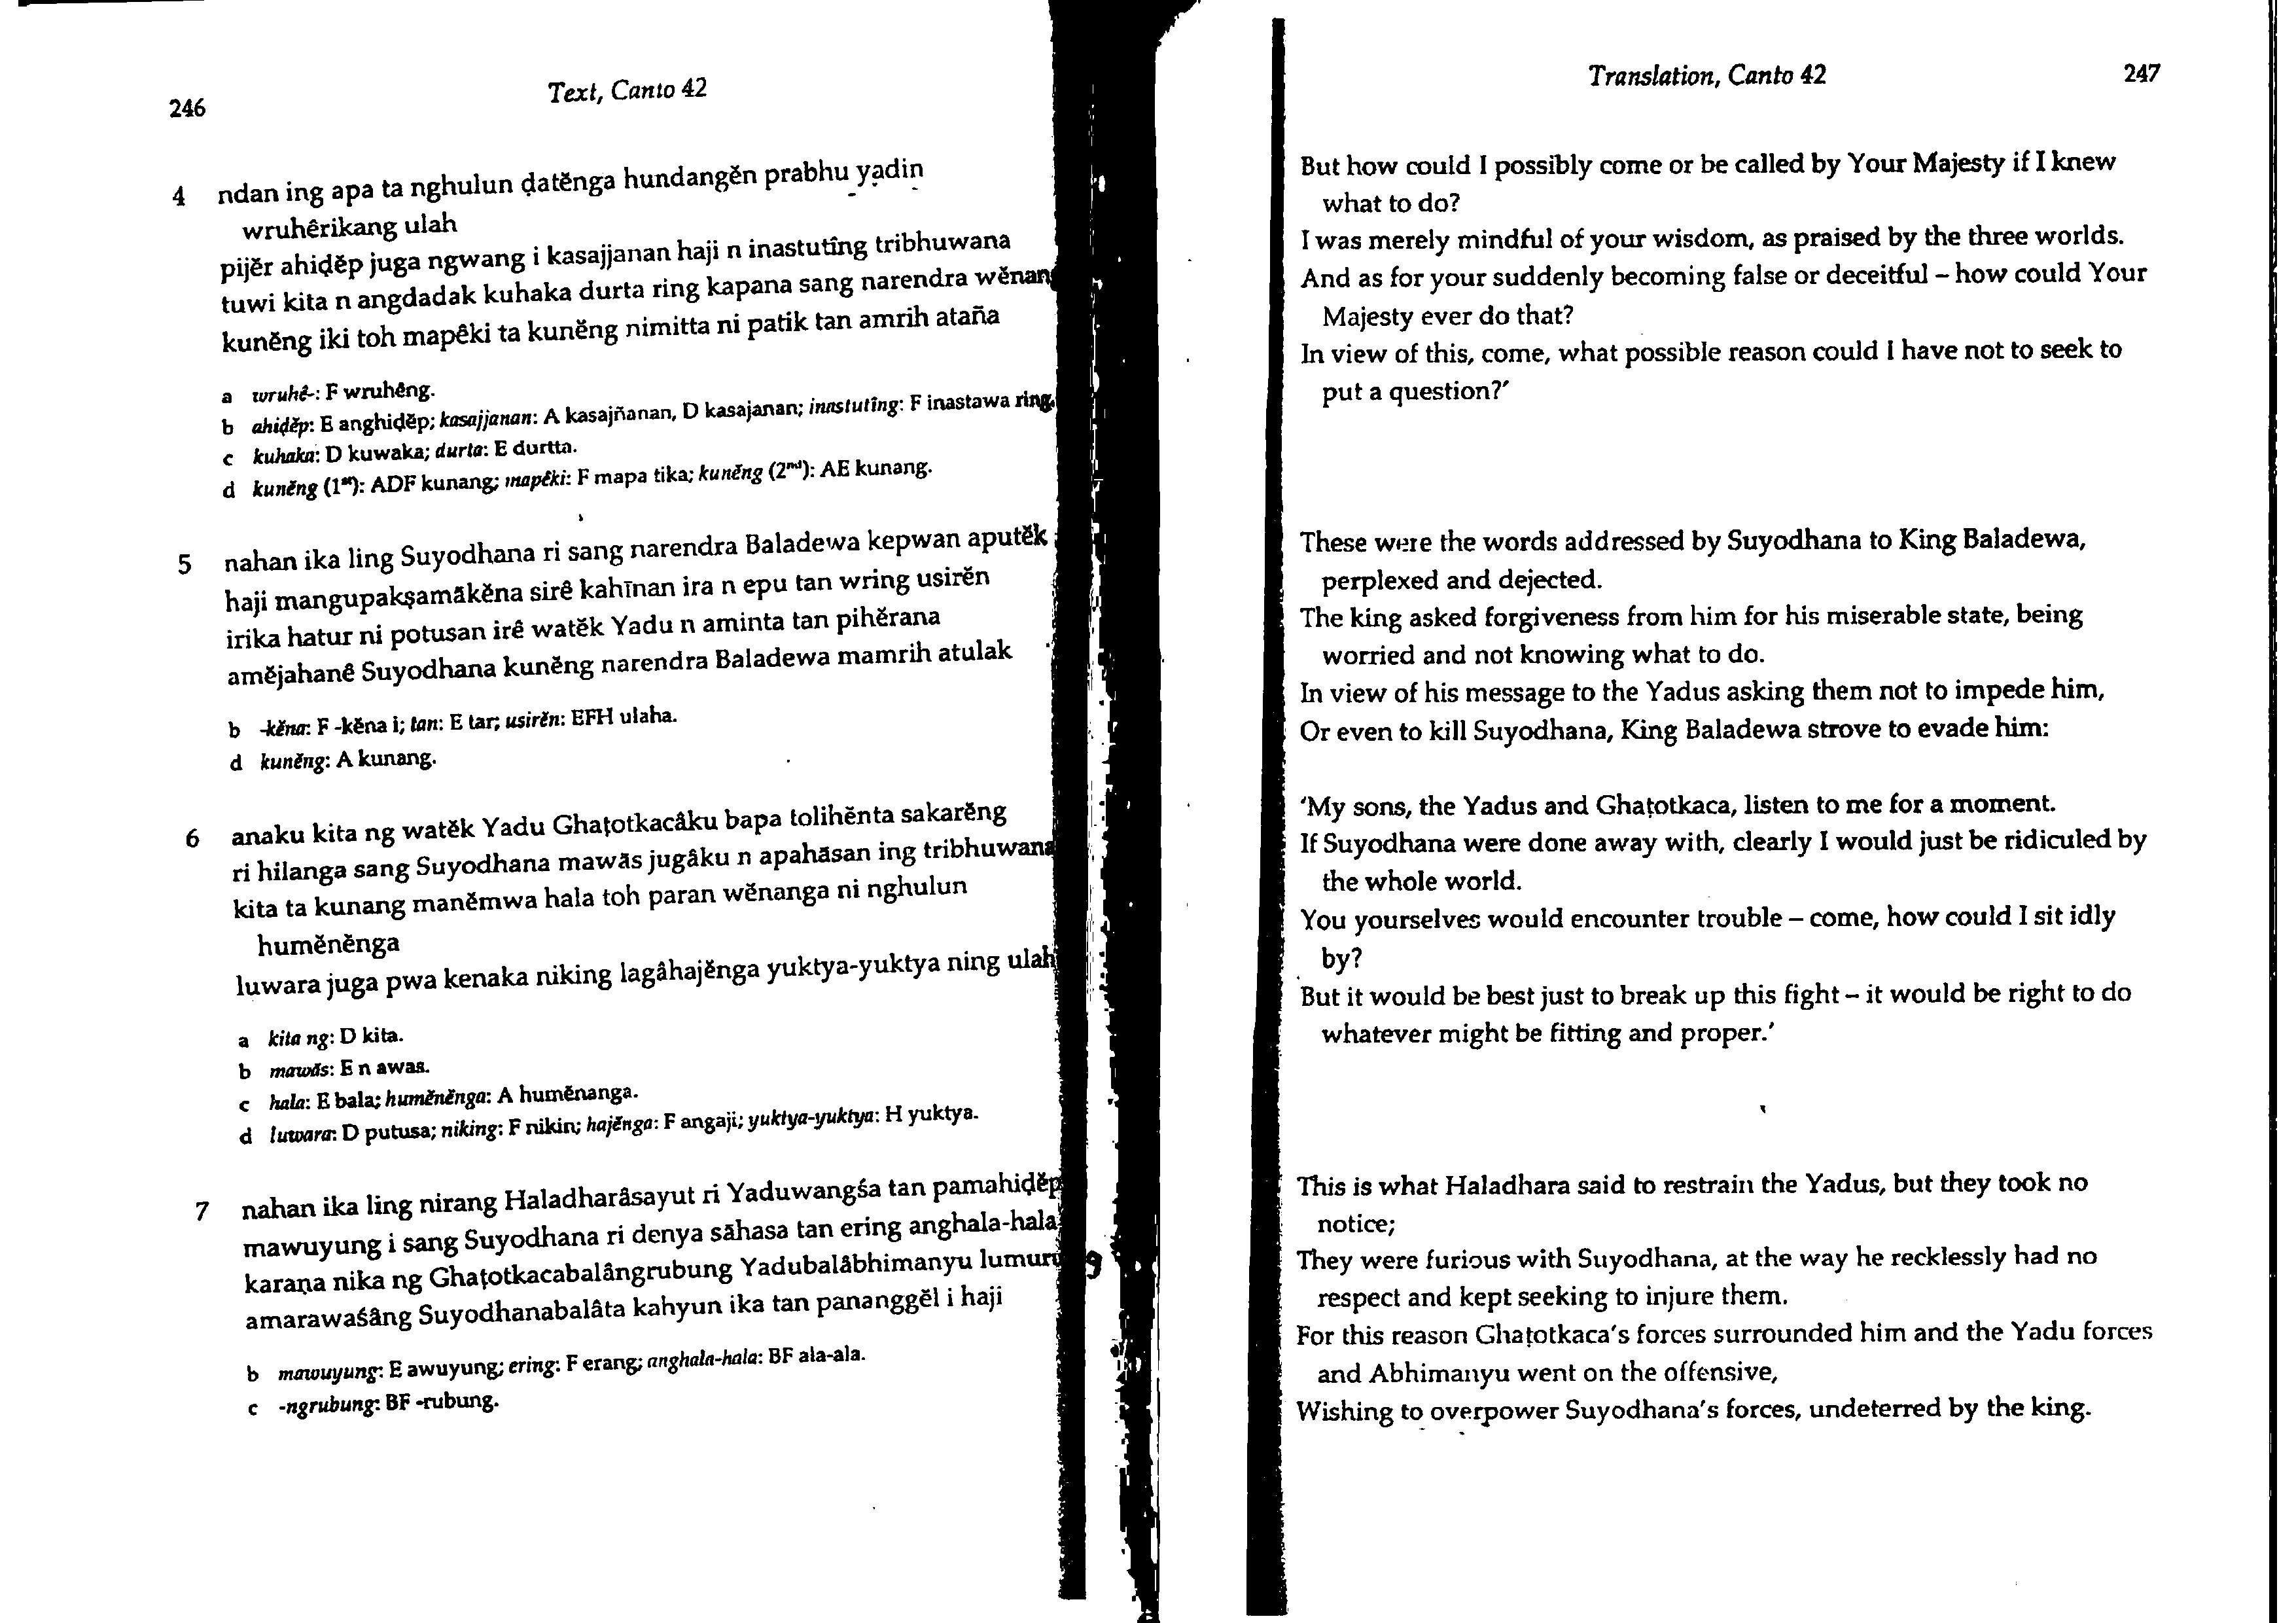 246
Text, Canto 42
4 ndan ing apa ta nghulun ḍatĕnga hundangĕn prabhu yadin
wruhêrikang ulah
pijĕr ahiḍĕp juga ngwang i kasajjanan haji n inastutîng tribhuwana
tuwi kita n angdadak kuhaka durta ring kapana sang narendra wĕnang
kunĕng iki toh mapêki ta kunĕng nimitta ni patik tan amrih ataña
a wruhê-: F wruhêng.
b ahiḍĕp: E anghiḍĕp; kasajjanan: A kasajñanan, D kasajanan; inastutîng: F inastawa ring.
c kuhaka: D kuwaka; durta: E durtta.
d kunĕng (1st): ADF kunang; mapêki: F mapa tika; kunĕng (2nd): AE kunang.
5 nahan ika ling Suyodhana ri sang narendra Baladewa kepwan aputĕk
haji mangupakṣamākĕna sirê kahīnan ira n epu tan wring usirĕn
irika hatur ni potusan irê watĕk Yadu n aminta tan pihĕrana
amĕjahanê Suyodhana kunĕng narendra Baladewa mamrih atulak
b -kĕna: F -kĕna i; tan: E tar; usirĕn: EFH ulaha.
d kunĕng: A kunang.
6 anaku kita ng watĕk Yadu Ghaṭotkacâku bapa tolihĕnta sakarĕng
ri hilanga sang Suyodhana mawās jugâku n apahāsan ing tribhuwana
kita ta kunang manĕmwa hala toh paran wĕnanga ni nghulun
humĕnĕnga
luwara juga pwa kenaka niking lagâhajĕnga yuktya-yuktya ning ulah
a kita ng: D kita.
b mawās: E n awas.
c hala: E bala; humĕnĕnga: A humĕnanga.
d luwara: D putusa; niking: F nikin; hajĕnga: F angaji; yuktya-yuktya: H yuktya.
7 nahan ika ling nirang Haladharâsayut ri Yaduwangśa tan pamahiḍĕp
mawuyung i sang Suyodhana ri denya sāhasa tan ering anghala-hala
karaṇa nika ng Ghaṭotkacabalângrubung Yadubalâbhimanyu lumurug
amarawaśâng Suyodhanabalâta kahyun ika tan pananggĕl i haji
b mawuyung: E awuyung; ering: F erang; anghala-hala: BF ala-ala.
c -ngrubung: BF -rubung.
Translation, Canto 42
247
But how could I possibly come or be called by Your Majesty if I knew
what to do?
I was merely mindful of your wisdom, as praised by the three worlds.
And as for your suddenly becoming false or deceitful – how could Your
Majesty ever do that?
In view of this, come, what possible reason could I have not to seek to
put a question?'
These were the words addressed by Suyodhana to King Baladewa,
perplexed and dejected.
The king asked forgiveness from him for his miserable state, being
worried and not knowing what to do.
In view of his message to the Yadus asking them not to impede him,
Or even to kill Suyodhana, King Baladewa strove to evade him:
'My sons, the Yadus and Ghaṭotkaca, listen to me for a moment.
If Suyodhana were done away with, clearly I would just be ridiculed by
the whole world.
You yourselves would encounter trouble – come, how could I sit idly
by?
But it would be best just to break up this fight – it would be right to do
whatever might be fitting and proper.'
This is what Haladhara said to restrain the Yadus, but they took no
notice;
They were furious with Suyodhana, at the way he recklessly had no
respect and kept seeking to injure them.
For this reason Ghaṭotkaca's forces surrounded him and the Yadu forces
and Abhimanyu went on the offensive,
Wishing to overpower Suyodhana's forces, undeterred by the king.